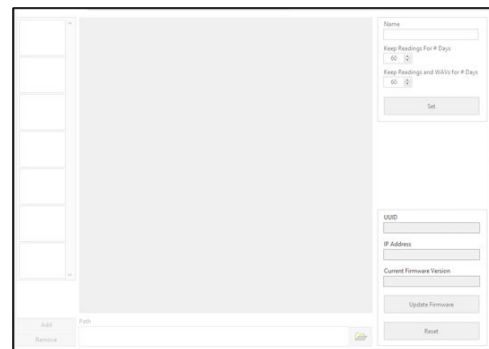 Name
Keep Readings For # Days
60
Keep Readings and WAVs for # Days
60
Set
UUID
IP Address
Current Firmware Version
Update Firmware
Reset
Add
Remove
Path